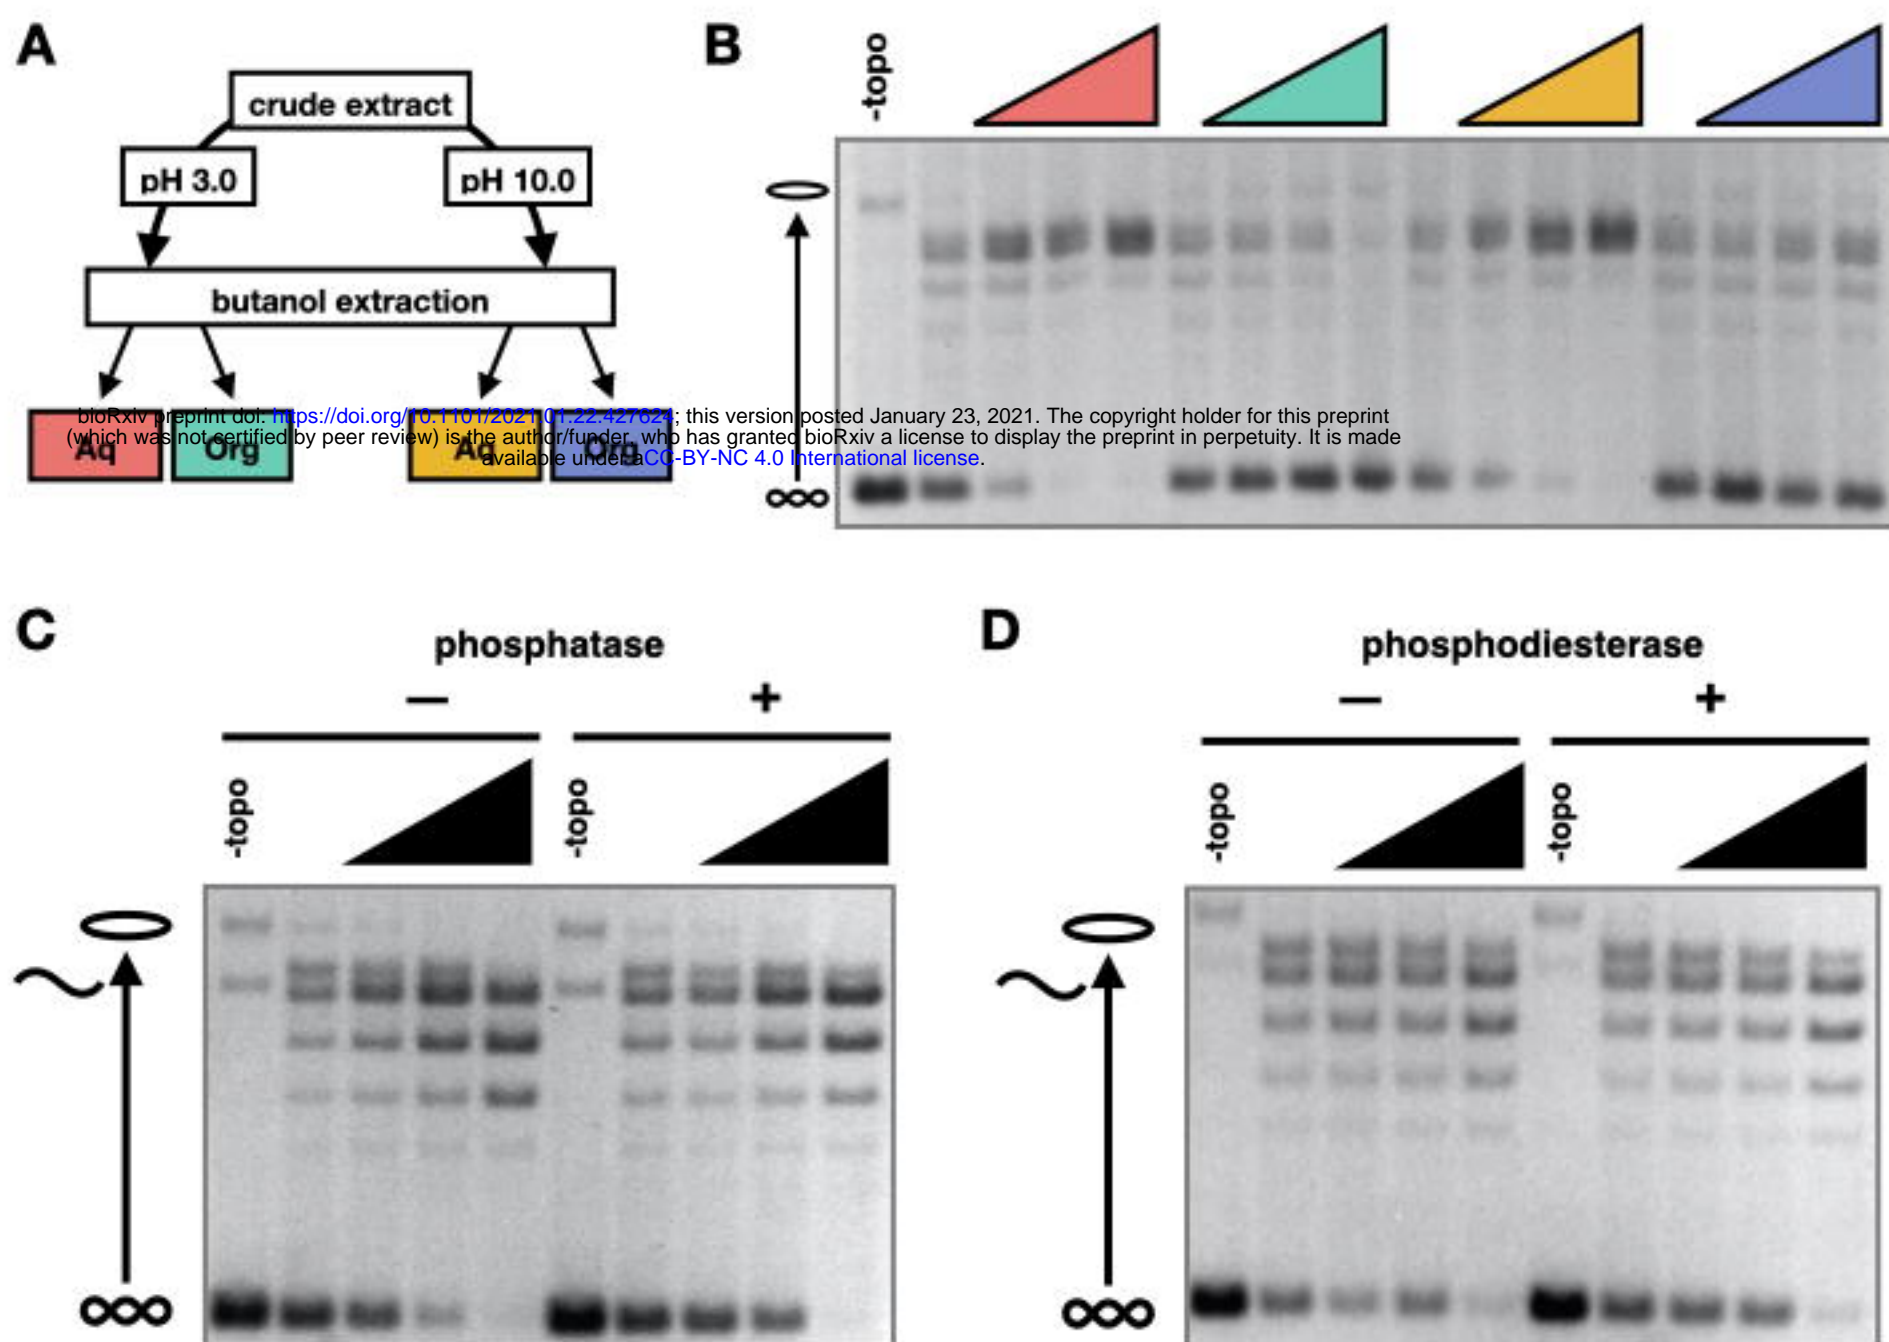 A
crude extract
pH 3.0
pH 10.0
butanol extraction
Aq
Org
Aq
Org
B
-topo
bioRxiv preprint doi: https://doi.org/10.1101/2021.01.22.427624; this version posted January 23, 2021. The copyright holder for this preprint
(which was not certified by peer review) is the author/funder, who has granted bioRxiv a license to display the preprint in perpetuity. It is made
available under aCC-BY-NC 4.0 International license.
C
phosphatase
— +
-topo
-topo
D
phosphodiesterase
— +
-topo
-topo